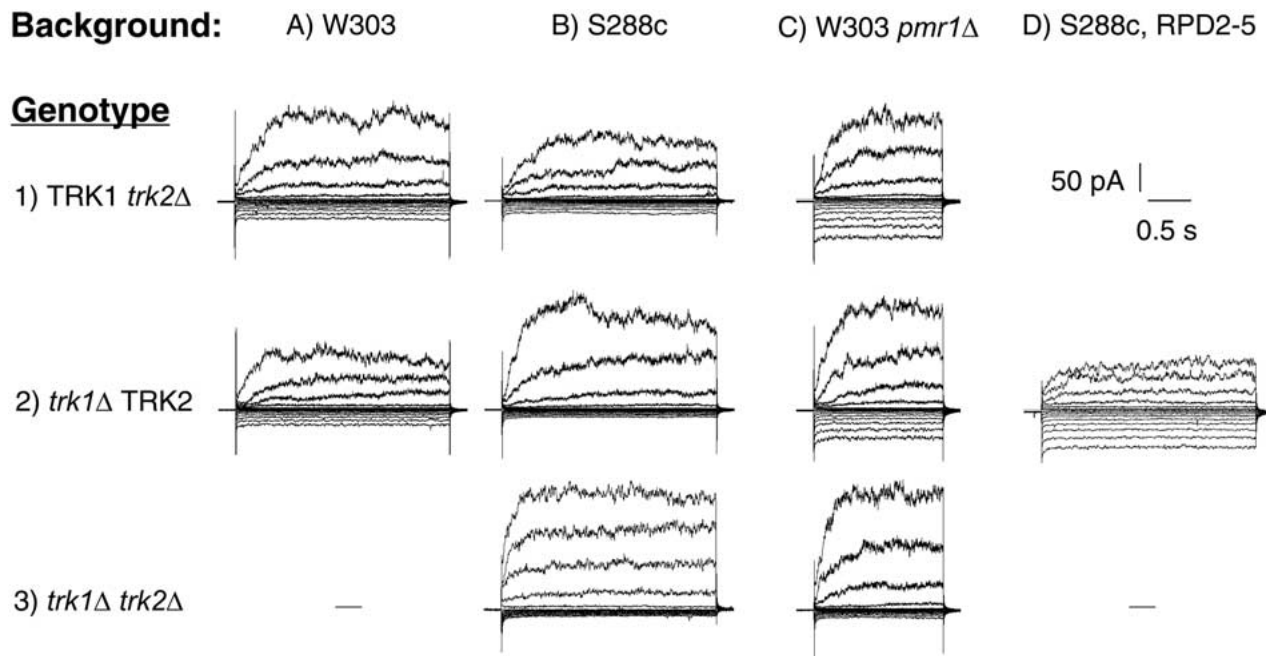 Background: A) W303 B) S288c C) W303 pmr1Δ D) S288c, RPD2-5
Genotype
1) TRK1 trk2Δ
50 pA
0.5 s
2) trk1Δ TRK2
3) trk1Δ trk2Δ — —